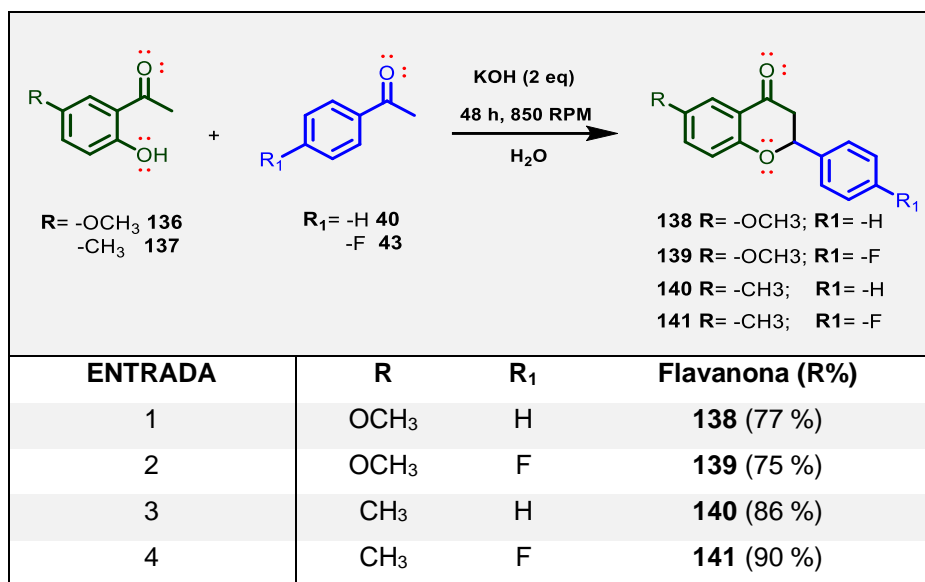 R
O
OH
+
O
R₁
KOH (2 eq)
48 h, 850 RPM
H₂O
R
O
O
R₁
R= -OCH₃ 136
-CH₃ 137
R₁= -H 40
-F 43
138 R= -OCH3; R1= -H
139 R= -OCH3; R1= -F
140 R= -CH3; R1= -H
141 R= -CH3; R1= -F
ENTRADA R R₁ Flavanona (R%)
1 OCH₃ H 138 (77 %)
2 OCH₃ F 139 (75 %)
3 CH₃ H 140 (86 %)
4 CH₃ F 141 (90 %)